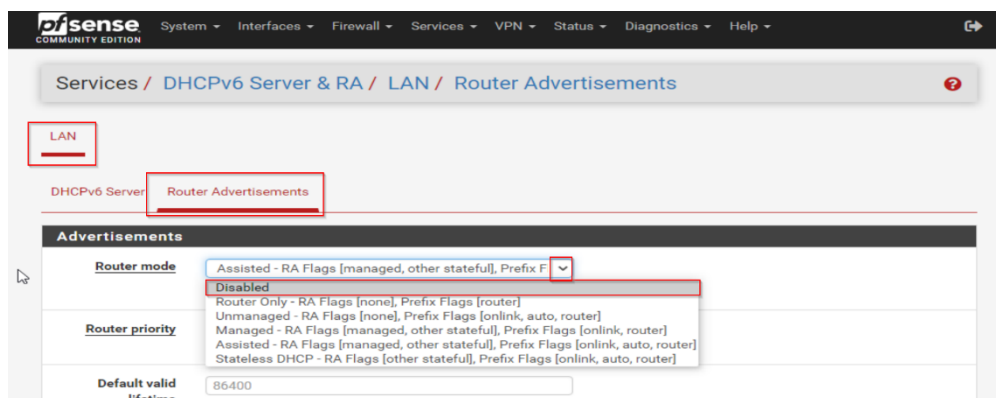 pfsense System Interfaces Firewall Services VPN Status Diagnostics Help
COMMUNITY EDITION
Services / DHCPv6 Server & RA / LAN / Router Advertisements
LAN
DHCPv6 Server Router Advertisements
Advertisements
Router mode Assisted - RA Flags [managed, other stateful], Prefix F
Disabled
Router Only - RA Flags [none], Prefix Flags [router]
Unmanaged - RA Flags [none], Prefix Flags [onlink, auto, router]
Managed - RA Flags [managed, other stateful], Prefix Flags [onlink, router]
Router priority
Assisted - RA Flags [managed, other stateful], Prefix Flags [onlink, auto, router]
Stateless DHCP - RA Flags [other stateful], Prefix Flags [onlink, auto, router]
Default valid 86400
lifetime